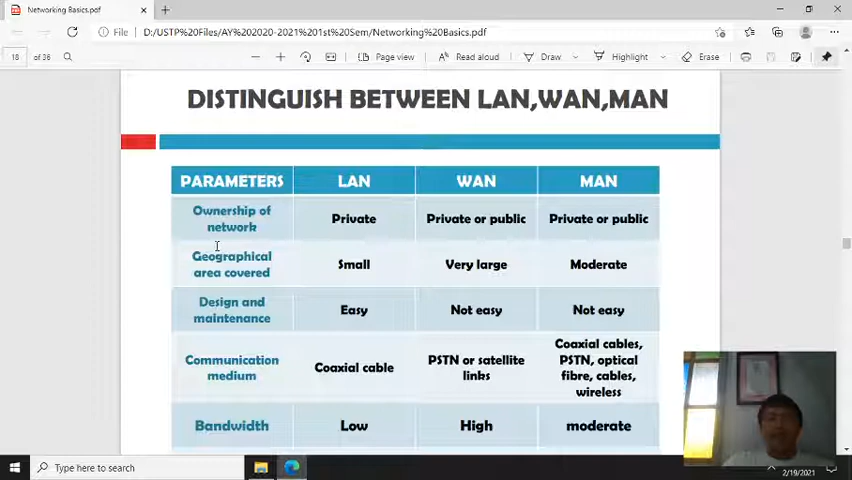 Networking Basics.pdf
File
D:/USTP%20Files/AY%202020-2021%201st%20Sem/Networking%20Basics.pdf
18 of 36
Page view
Read aloud
Draw
Highlight
Erase
DISTINGUISH BETWEEN LAN,WAN,MAN
PARAMETERS LAN WAN MAN
Ownership of
network
Private
Private or public
Private or public
Geographical
area covered
Small
Very large
Moderate
Design and
maintenance
Easy
Not easy
Not easy
Communication
medium
Coaxial cable
PSTN or satellite
links
Coaxial cables,
PSTN, optical
fibre, cables,
wireless
Bandwidth Low High moderate
Type here to search
2/19/2021